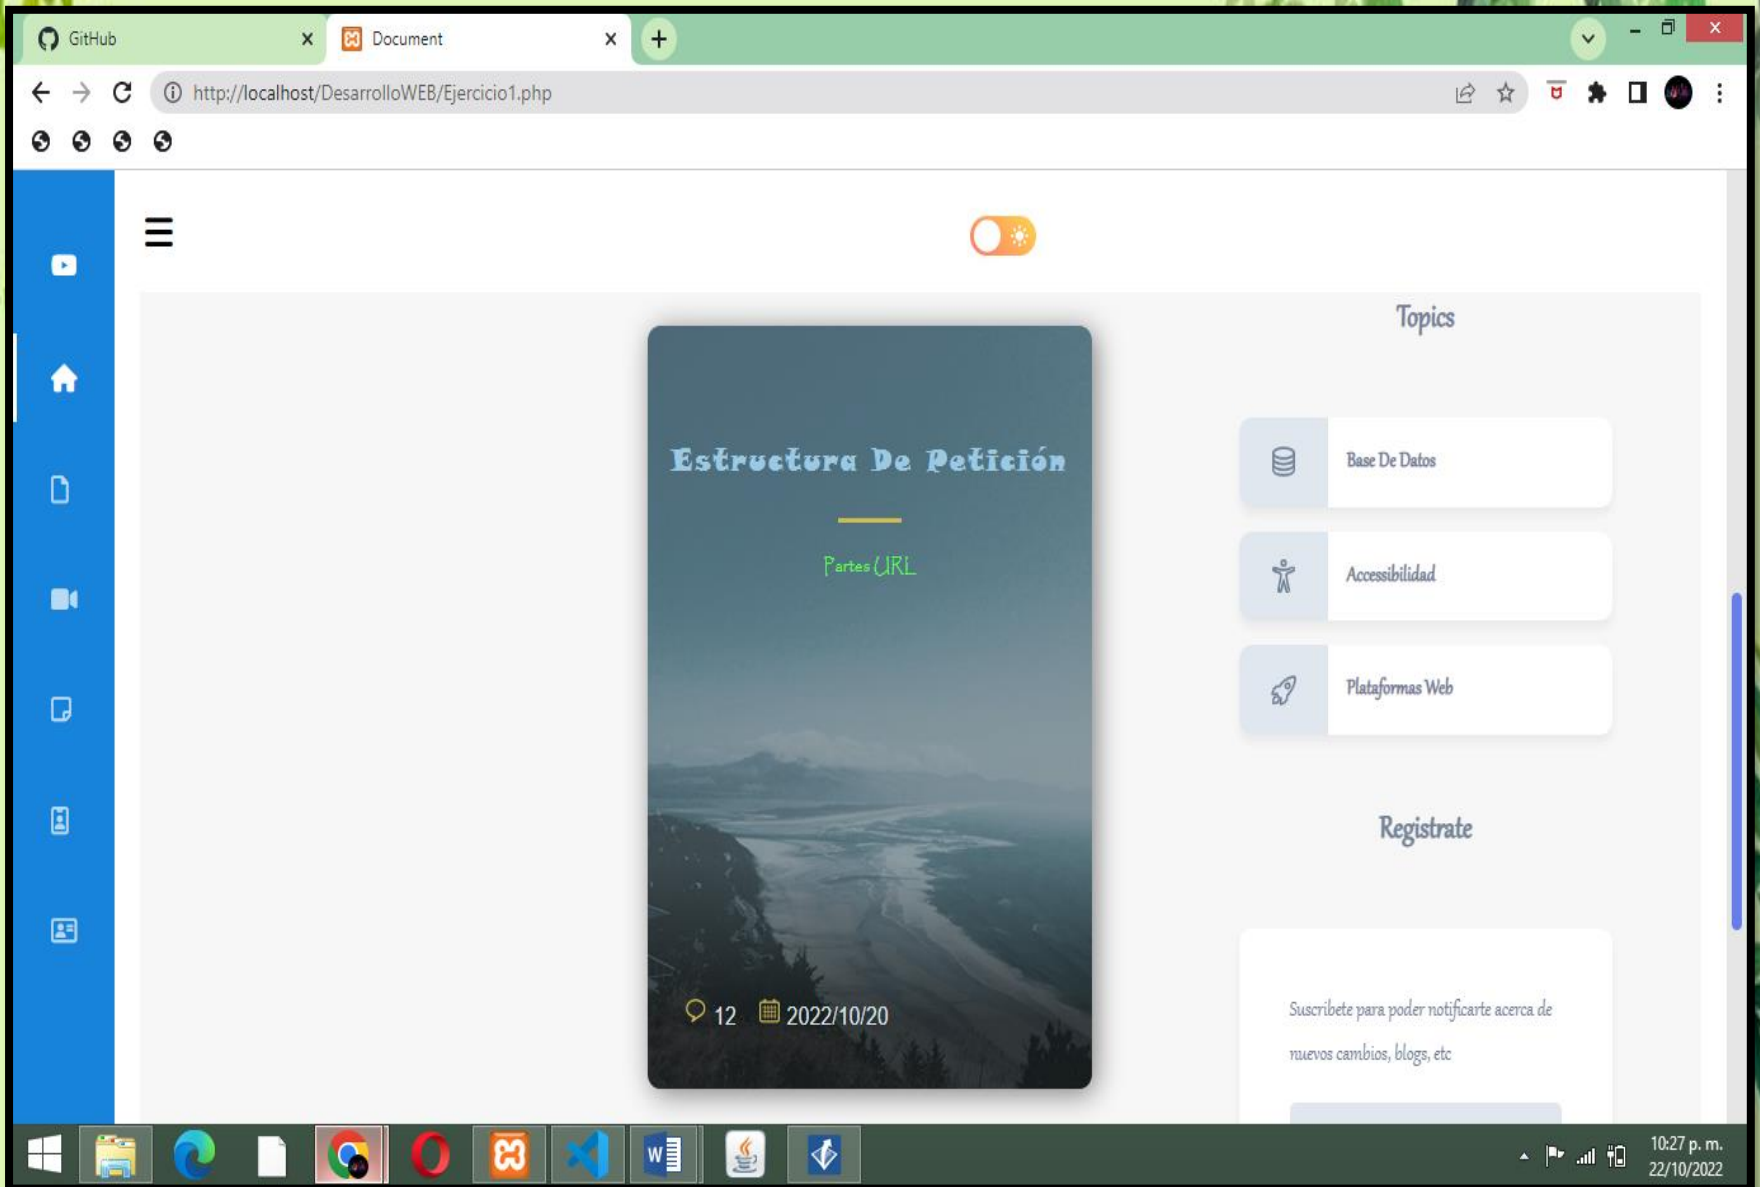 GitHub
Document
http://localhost/DesarrolloWEB/Ejercicio1.php
Topics
Estructura De Petición
Partes URL
Base De Datos
Accessibilidad
Plataformas Web
Registrate
12
2022/10/20
Suscribete para poder notificarte acerca de
nuevos cambios, blogs, etc
10:27 p. m.
22/10/2022